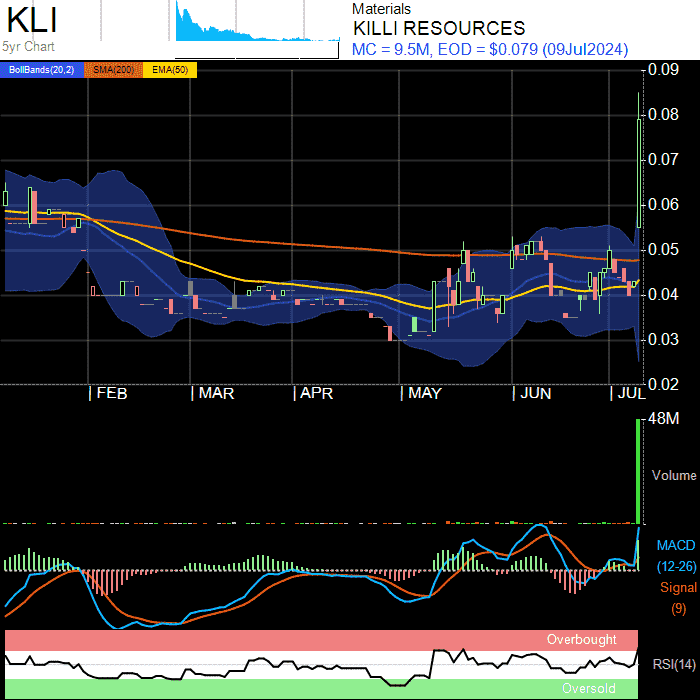 KLI
5yr Chart
Materials
KILLI RESOURCES
MC = 9.5M, EOD = $0.079 (09Jul2024)
BollBands(20,2) SMA(200) EMA(50)
0.09
0.08
0.07
0.06
0.05
0.04
0.03
0.02
FEB MAR APR MAY JUN JUL
48M
Volume
MACD
(12-26)
Signal
(9)
Overbought
RSI(14)
Oversold